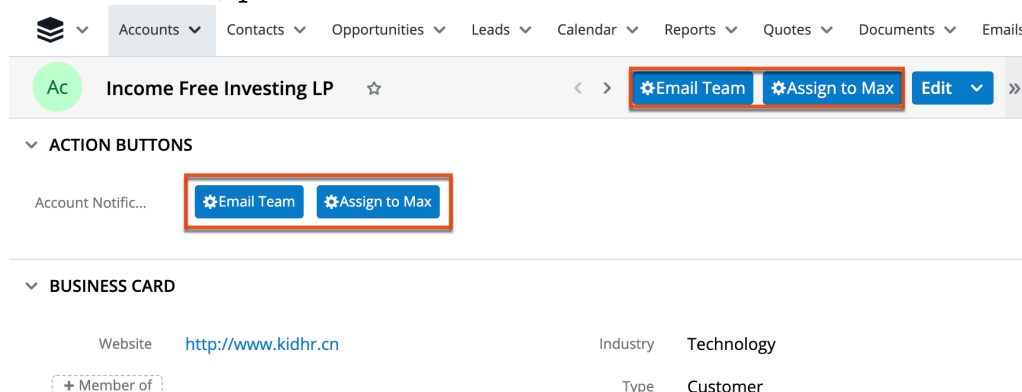 Accounts Contacts Opportunities Leads Calendar Reports Quotes Documents Emails
Ac Income Free Investing LP Email Team Assign to Max Edit
ACTION BUTTONS
Account Notific... Email Team Assign to Max
BUSINESS CARD
Website http://www.kidhr.cn Industry Technology
+ Member of Type Customer